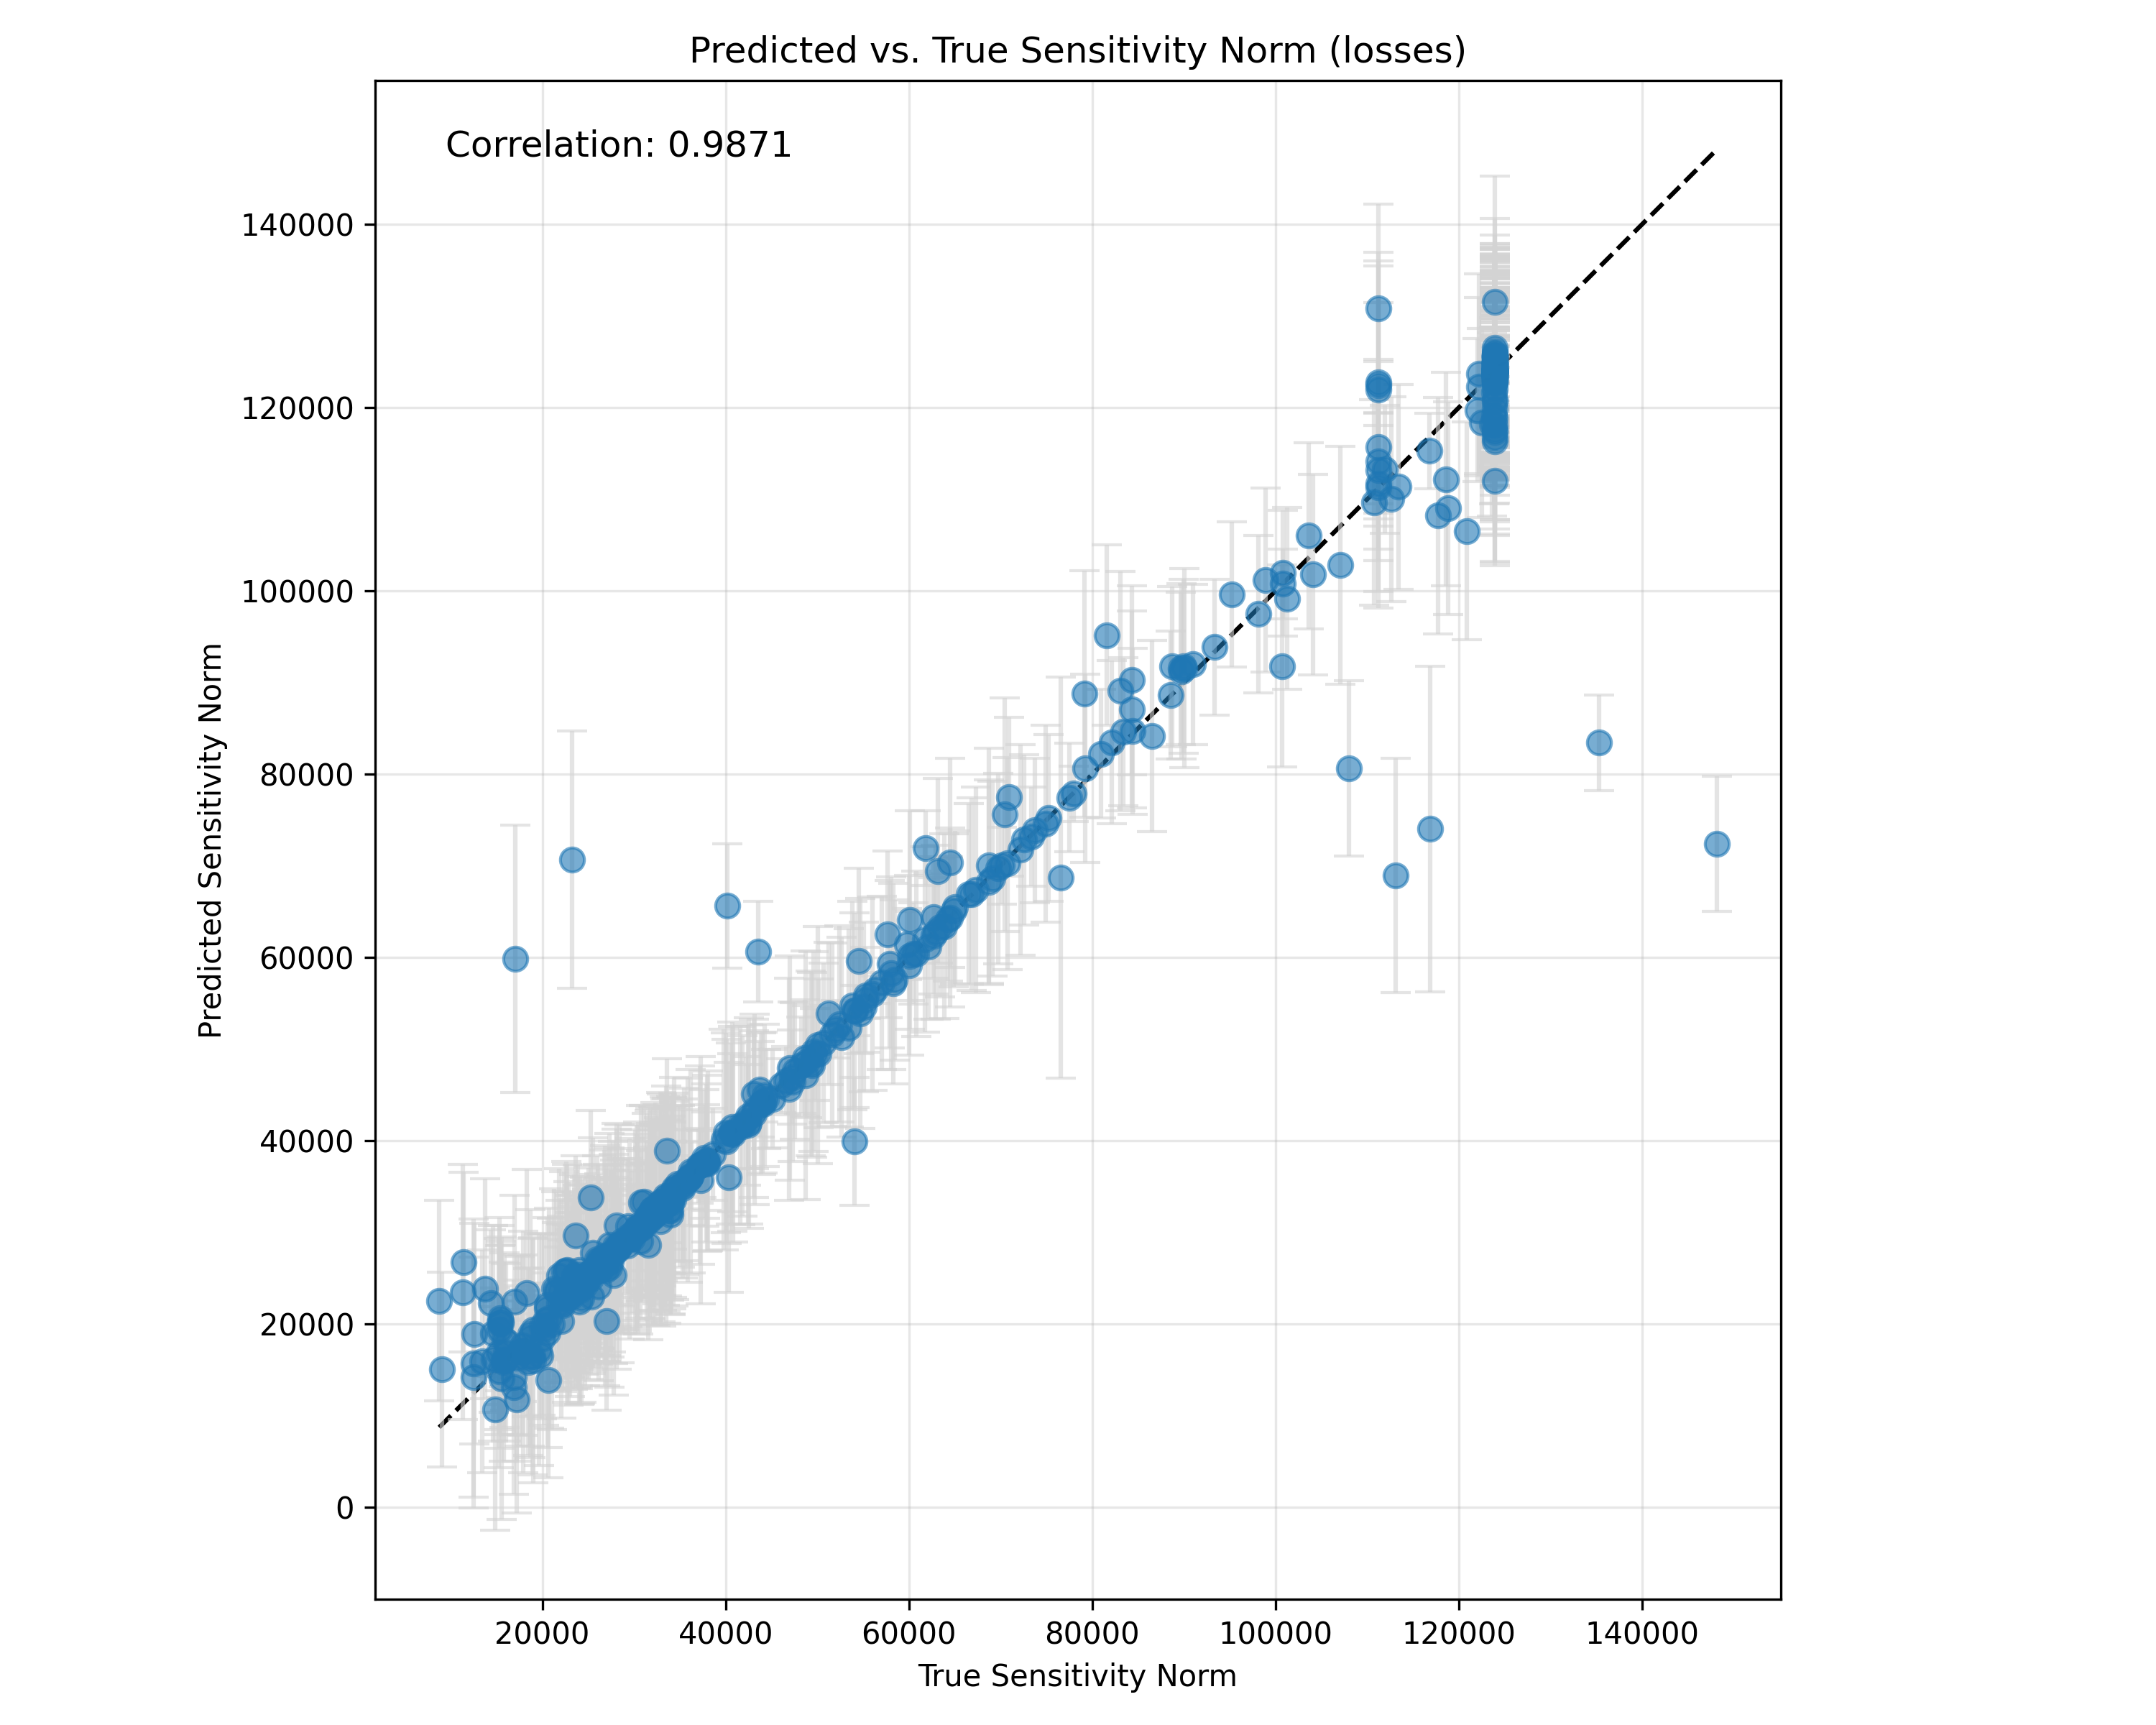 Predicted vs. True Sensitivity Norm (losses)
Correlation: 0.9871
Predicted Sensitivity Norm
140000
120000
100000
80000
60000
40000
20000
0
20000 40000 60000 80000 100000 120000 140000
True Sensitivity Norm